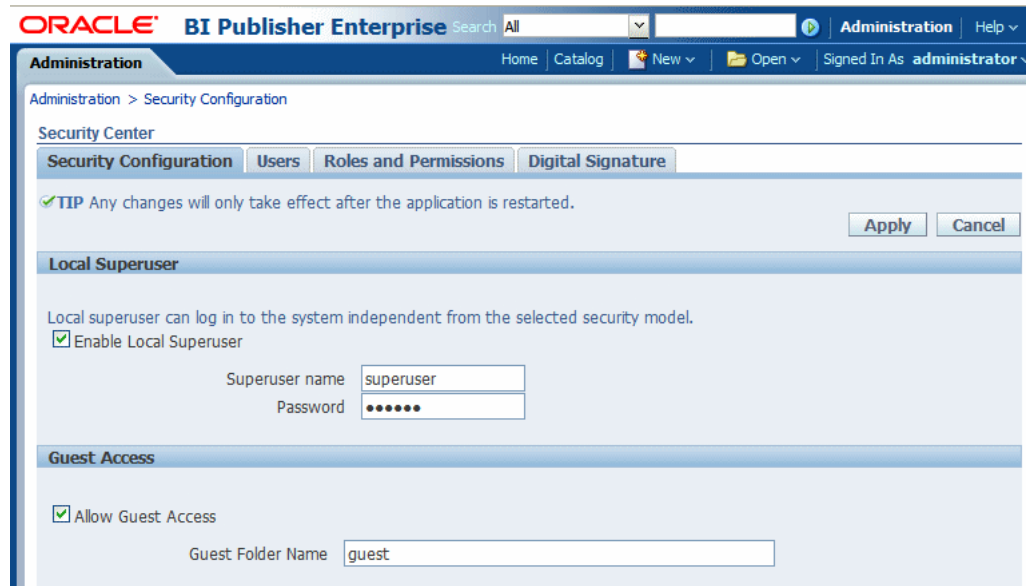 ORACLE BI Publisher Enterprise Search All Administration Help
Administration Home Catalog New Open Signed In As administrator
Administration > Security Configuration
Security Center
Security Configuration Users Roles and Permissions Digital Signature
TIP Any changes will only take effect after the application is restarted.
Apply Cancel
Local Superuser
Local superuser can log in to the system independent from the selected security model.
Enable Local Superuser
Superuser name superuser
Password ••••••
Guest Access
Allow Guest Access
Guest Folder Name guest